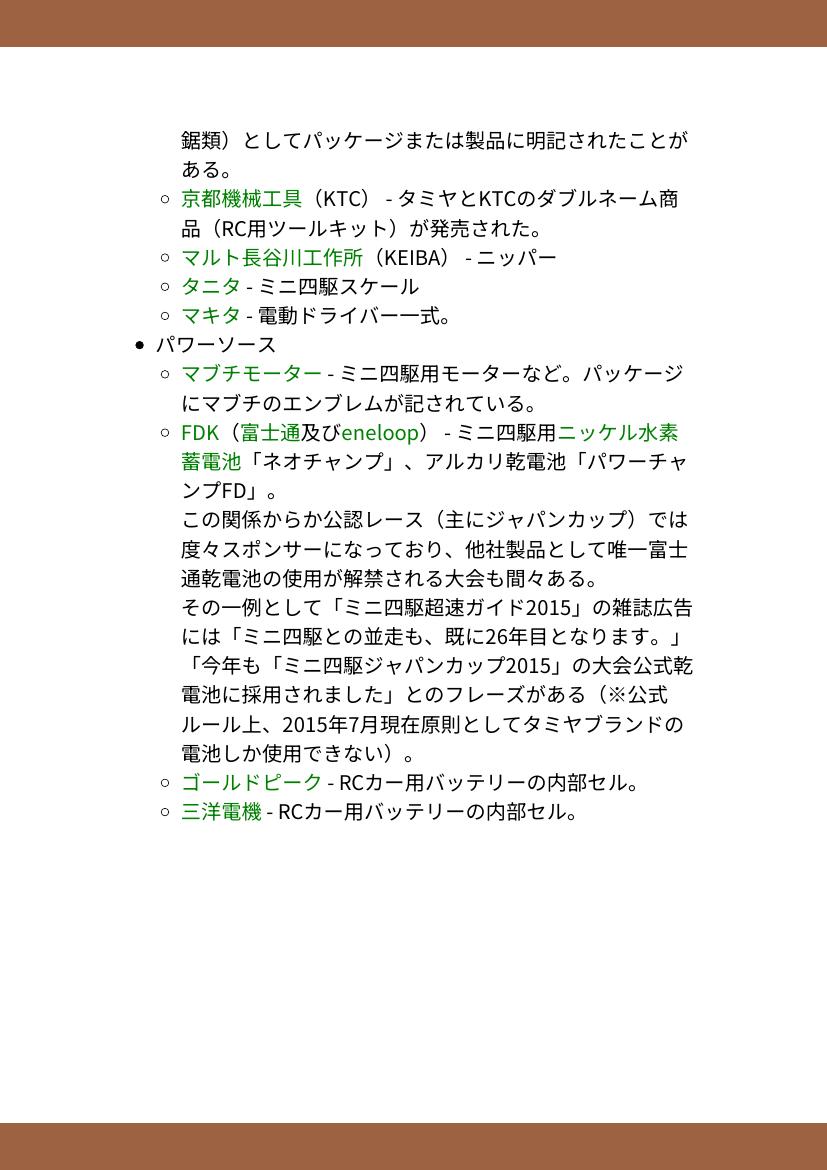 鋸類）としてパッケージまたは製品に明記されたことが
ある。
京都機械工具（KTC） - タミヤとKTCのダブルネーム商
品（RC用ツールキット）が発売された。
マルト長谷川工作所（KEIBA） - ニッパー
タニタ - ミニ四駆スケール
マキタ - 電動ドライバー一式。
パワーソース
マブチモーター - ミニ四駆用モーターなど。パッケージ
にマブチのエンブレムが記されている。
FDK（富士通及びeneloop） - ミニ四駆用ニッケル水素
蓄電池「ネオチャンプ」、アルカリ乾電池「パワーチャ
ンプFD」。
この関係からか公認レース（主にジャパンカップ）では
度々スポンサーになっており、他社製品として唯一富士
通乾電池の使用が解禁される大会も間々ある。
その一例として「ミニ四駆超速ガイド2015」の雑誌広告
には「ミニ四駆との並走も、既に26年目となります。」
「今年も「ミニ四駆ジャパンカップ2015」の大会公式乾
電池に採用されました」とのフレーズがある（※公式
ルール上、2015年7月現在原則としてタミヤブランドの
電池しか使用できない）。
ゴールドピーク - RCカー用バッテリーの内部セル。
三洋電機 - RCカー用バッテリーの内部セル。